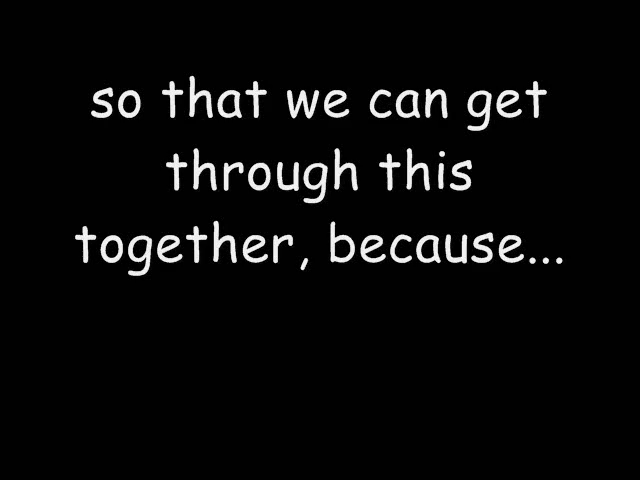 so that we can get
through this
together, because...